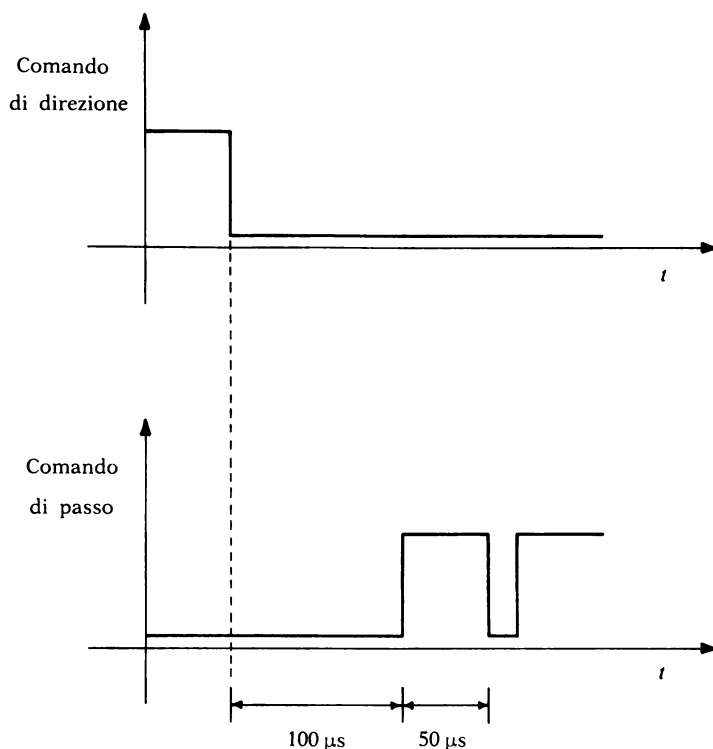 Comando
di direzione
t
Comando
di passo
t
100 μs
50 μs